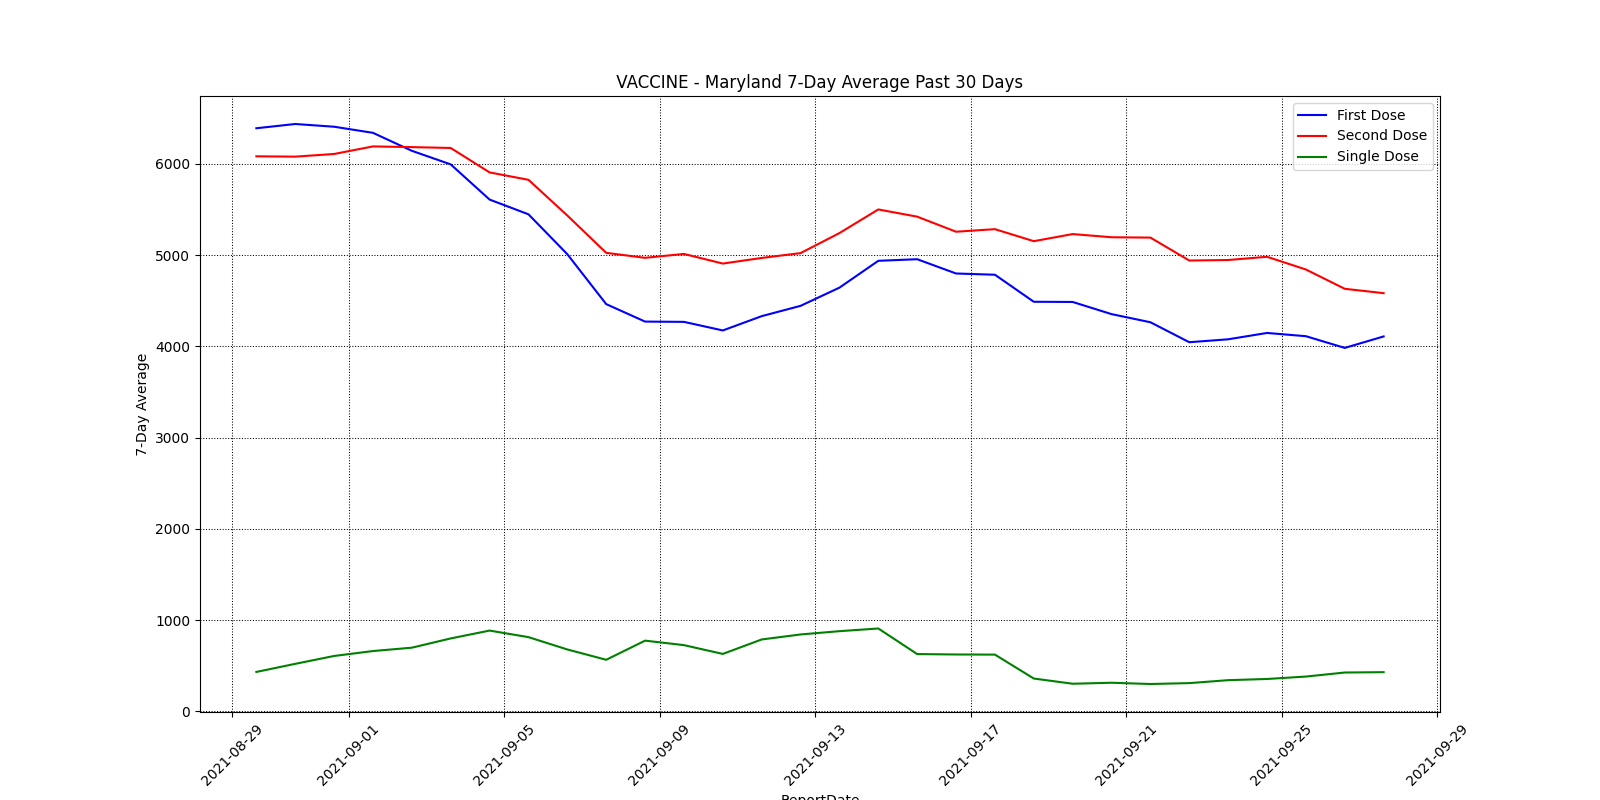 VACCINE - Maryland 7-Day Average Past 30 Days
First Dose
Second Dose
Single Dose
7-Day Average
6000
5000
4000
3000
2000
1000
0
2021-08-29
2021-09-01
2021-09-05
2021-09-09
2021-09-13
2021-09-17
2021-09-21
2021-09-25
2021-09-29
ReportDate